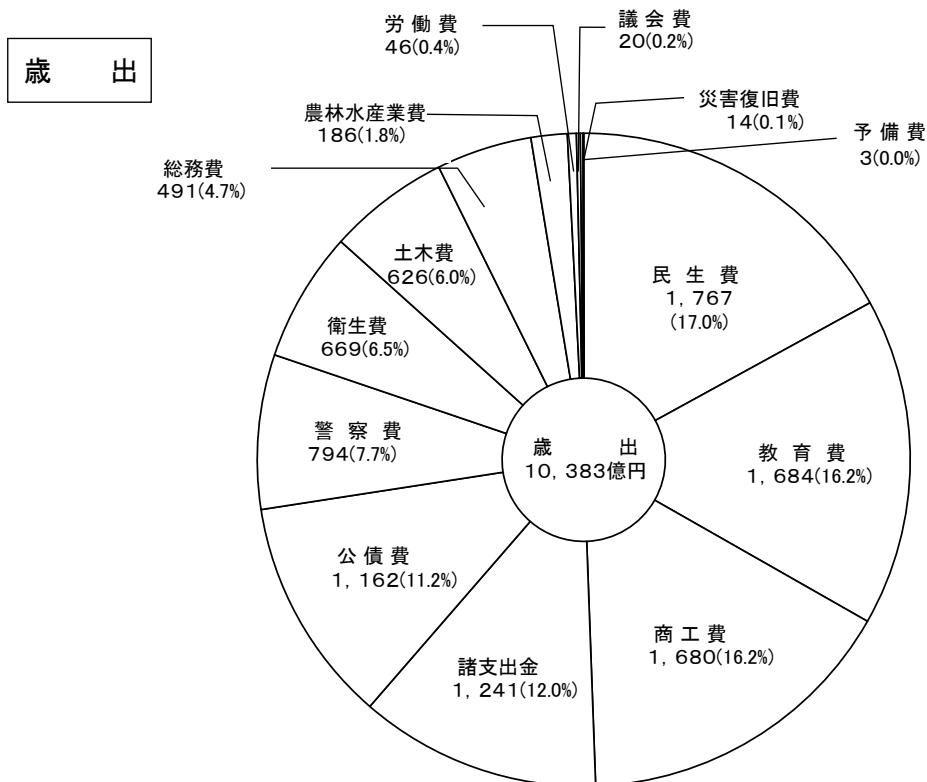 歳 出
労働費
46(0.4%)
議会費
20(0.2%)
農林水産業費
186(1.8%)
災害復旧費
14(0.1%)
予備費
3(0.0%)
総務費
491(4.7%)
土木費
626(6.0%)
民生費
1,767
(17.0%)
衛生費
669(6.5%)
警察費
794(7.7%)
歳 出
10,383億円
教育費
1,684(16.2%)
公債費
1,162(11.2%)
商工費
1,680(16.2%)
諸支出金
1,241(12.0%)